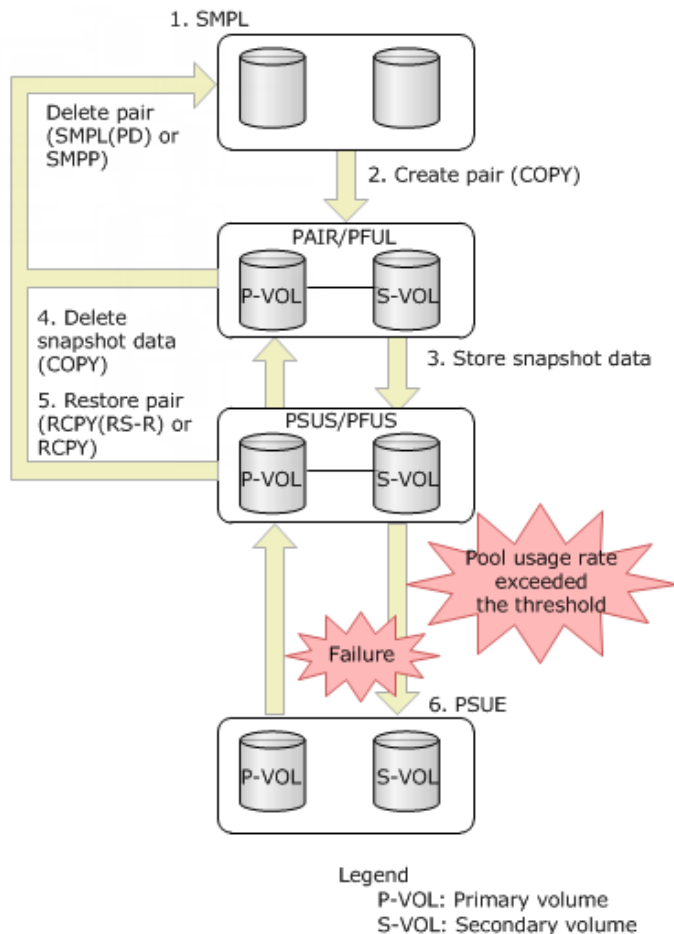 1. SMPL
Delete pair
(SMPL(PD) or
SMPP)
2. Create pair (COPY)
PAIR/PFUL
P-VOL
S-VOL
4. Delete
snapshot data
(COPY)
3. Store snapshot data
5. Restore pair
(RCPY(RS-R) or
RCPY)
PSUS/PFUS
P-VOL
S-VOL
Pool usage rate
exceeded
the threshold
Failure
6. PSUE
P-VOL
S-VOL
Legend
P-VOL: Primary volume
S-VOL: Secondary volume